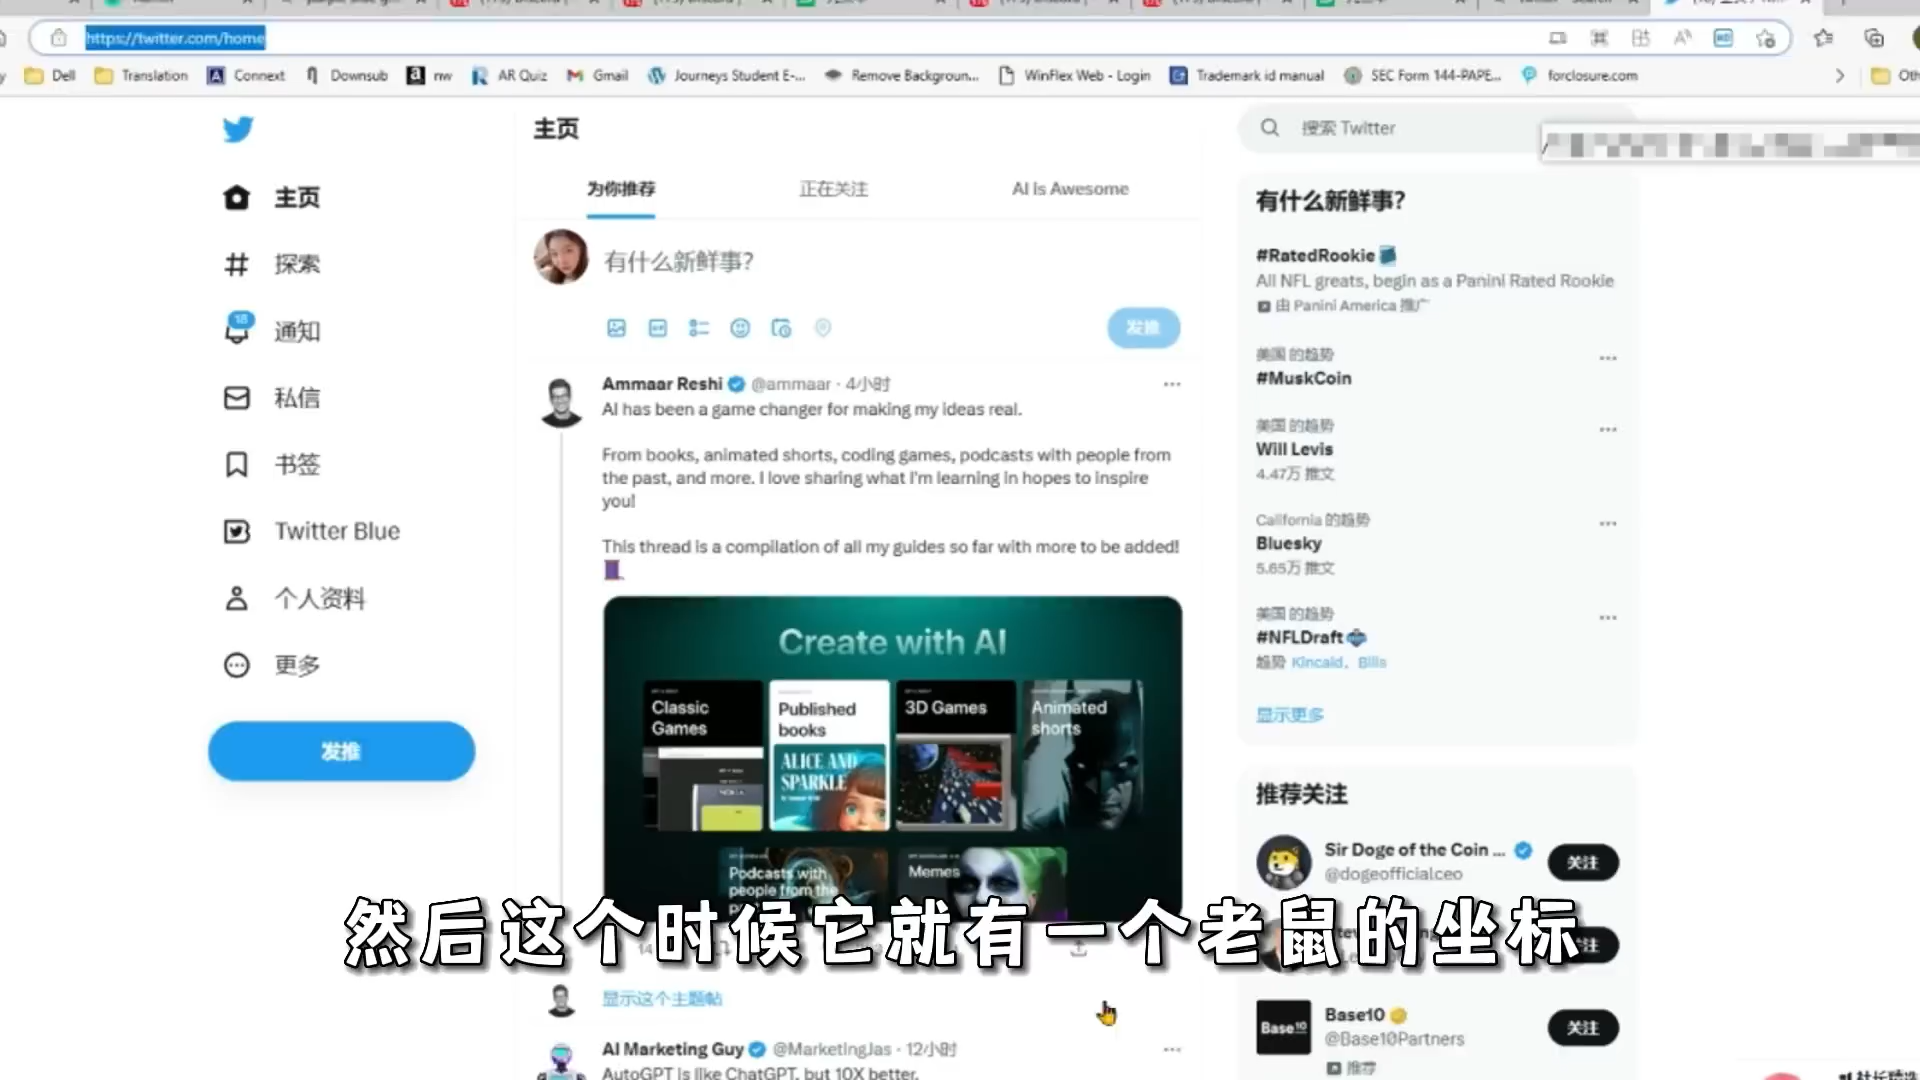 https://twitter.com/home
Dell
Translation
Connext
Downsub
nw
AR Quiz
Gmail
Journeys Student E-...
Remove Backgroun...
WinFlex Web - Login
Trademark id manual
SEC Form 144-PAPE...
forclosure.com
主页
探索
18
通知
私信
书签
Twitter Blue
个人资料
更多
发推
主页
为你推荐
正在关注
AI Is Awesome
有什么新鲜事?
发推
Ammaar Reshi @ammaar · 4小时
AI has been a game changer for making my ideas real.
From books, animated shorts, coding games, podcasts with people from
the past, and more. I love sharing what I'm learning in hopes to inspire
you!
This thread is a compilation of all my guides so far with more to be added!
Create with AI
Classic
Games
Published
books
3D Games
Animated
shorts
ALICE AND
SPARKLE
NOKIA
Podcasts with
people from the
Memes
显示这个主题帖
AI Marketing Guy @MarketingJas · 12小时
AutoGPT is like ChatGPT, but 10X better.
搜索 Twitter
有什么新鲜事?
#RatedRookie
All NFL greats, begin as a Panini Rated Rookie
由 Panini America 推广
美国 的趋势
#MuskCoin
美国 的趋势
Will Levis
4.47万 推文
California 的趋势
Bluesky
5.65万 推文
美国 的趋势
#NFLDraft
趋势 Kincaid, Bills
显示更多
推荐关注
Sir Doge of the Coin ...
@dogeofficialceo
关注
Base10
Base10
@Base10Partners
关注
推荐
然后这个时候它就有一个老鼠的坐标